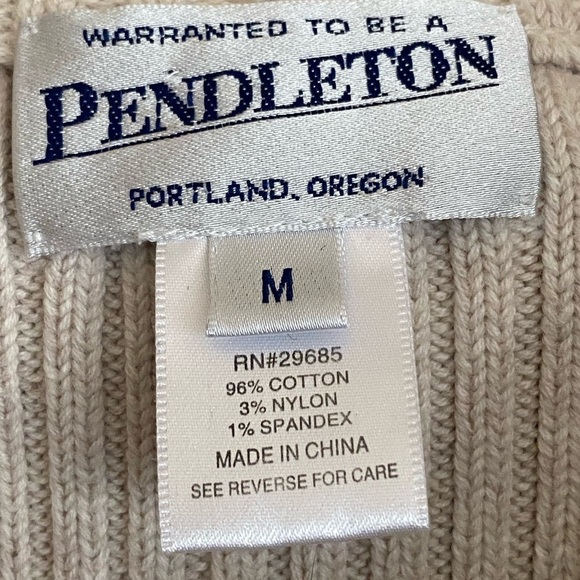 WARRANTED TO BE A
PENDLETON
PORTLAND, OREGON
M
RN#29685
96% COTTON
3% NYLON
1% SPANDEX
MADE IN CHINA
SEE REVERSE FOR CARE